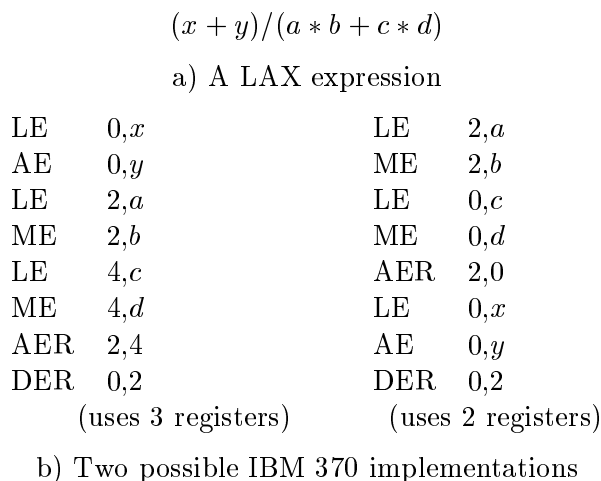 (x + y)/(a ∗ b + c ∗ d)
a) A LAX expression
LE 0,x LE 2,a
AE 0,y ME 2,b
LE 2,a LE 0,c
ME 2,b ME 0,d
LE 4,c AER 2,0
ME 4,d LE 0,x
AER 2,4 AE 0,y
DER 0,2 DER 0,2
(uses 3 registers) (uses 2 registers)
b) Two possible IBM 370 implementations